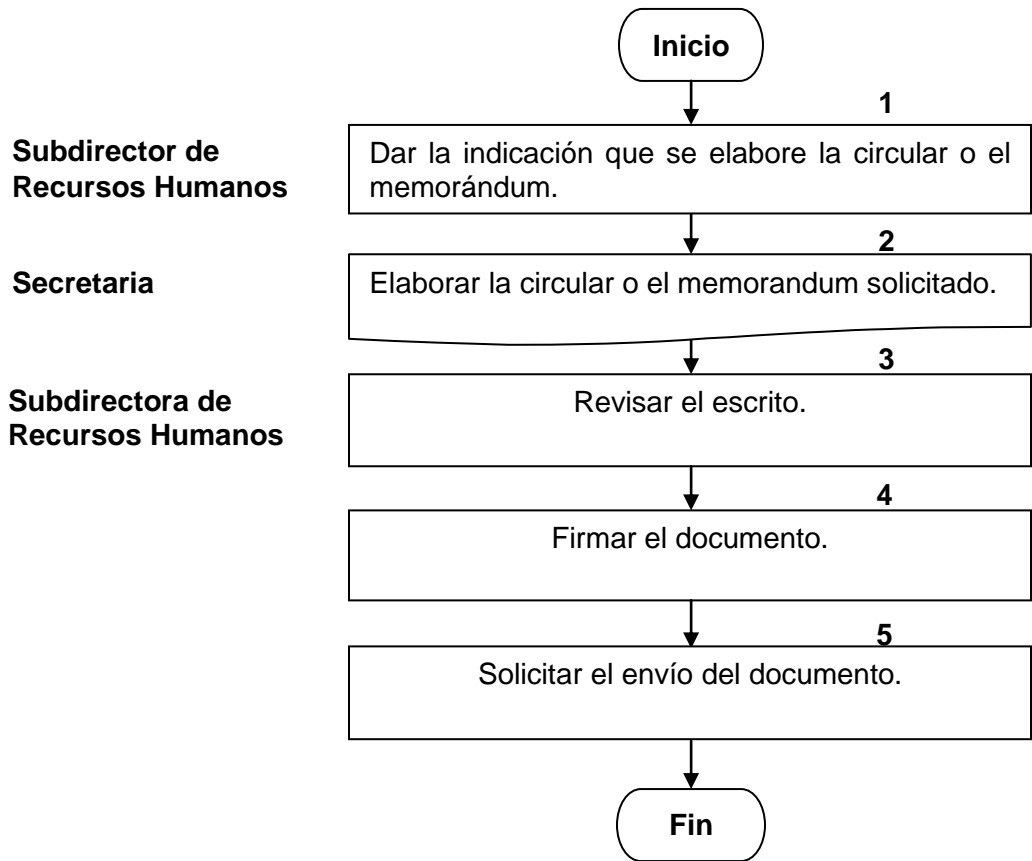 Inicio
1
Subdirector de
Recursos Humanos
Dar la indicación que se elabore la circular o el
memorándum.
2
Secretaria
Elaborar la circular o el memorandum solicitado.
3
Subdirectora de
Recursos Humanos
Revisar el escrito.
4
Firmar el documento.
5
Solicitar el envío del documento.
Fin